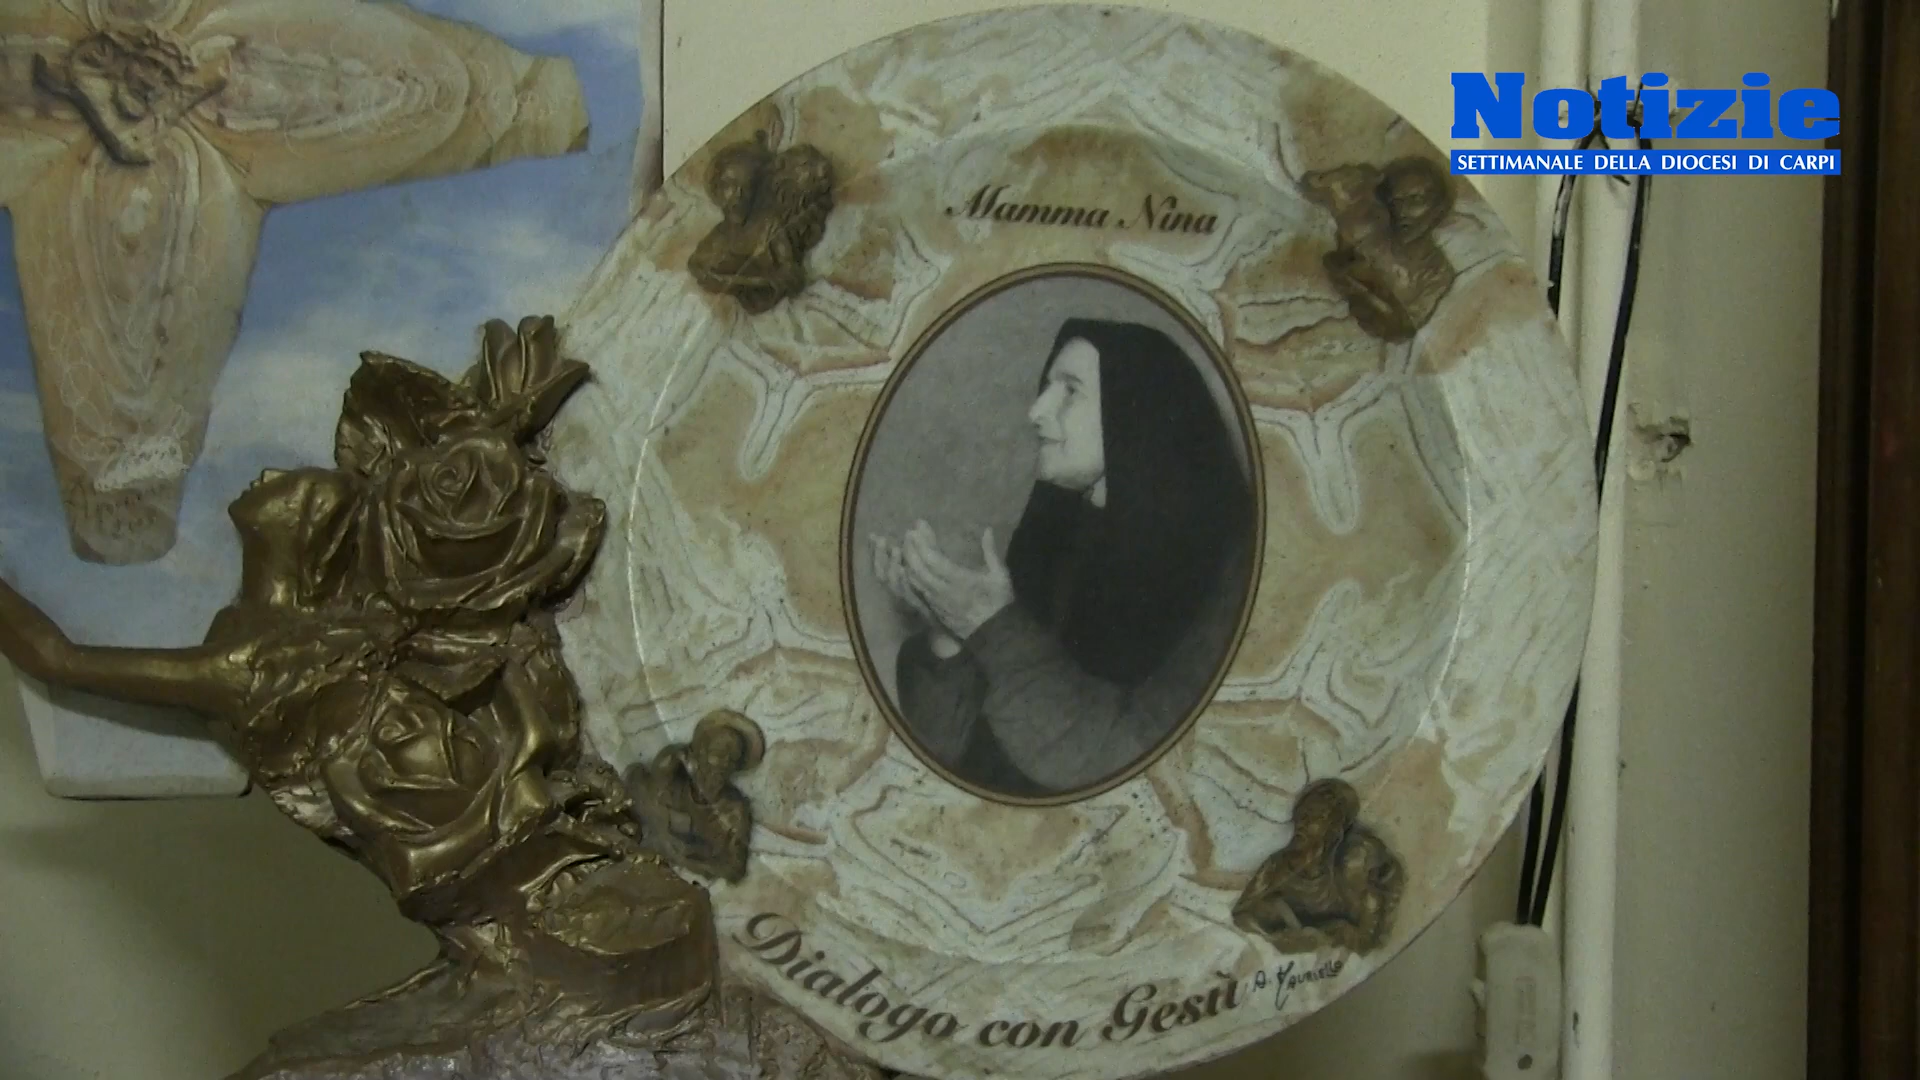 Notizie
SETTIMANALE DELLA DIOCESI DI CARPI
Mamma Nina
Dialogo con Gesù